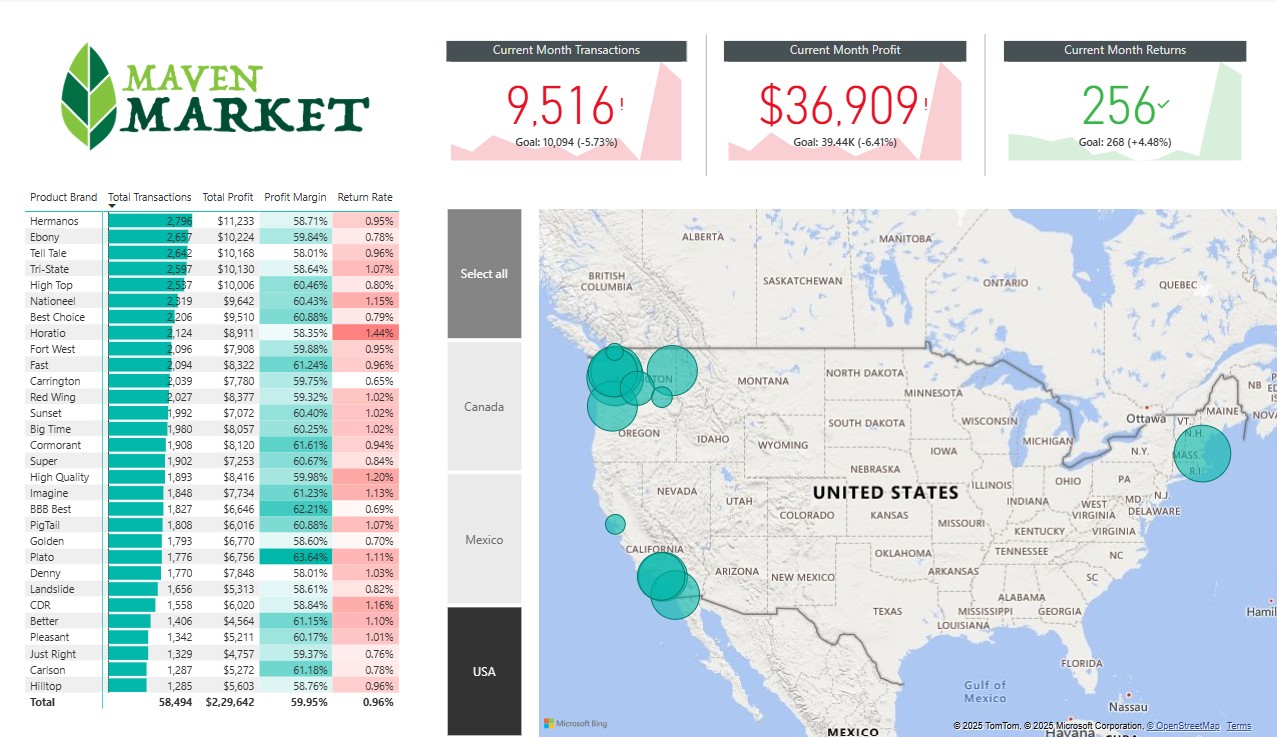 MAVEN
MARKET
Current Month Transactions
9,516!
Goal: 10,094 (-5.73%)
Current Month Profit
$36,909!
Goal: 39.44K (-6.41%)
Current Month Returns
256
Goal: 268 (+4.48%)
Product Brand Total Transactions Total Profit Profit Margin Return Rate
Hermanos 2,796 $11,233 58.71% 0.95%
Ebony 2,657 $10,224 59.84% 0.78%
Tell Tale 2,642 $10,168 58.01% 0.96%
Tri-State 2,597 $10,130 58.64% 1.07%
High Top 2,537 $10,006 60.46% 0.80%
Nationeel 2,319 $9,642 60.43% 1.15%
Best Choice 2,206 $9,510 60.88% 0.79%
Horatio 2,124 $8,911 58.35% 1.44%
Fort West 2,096 $7,908 59.88% 0.95%
Fast 2,094 $8,322 61.24% 0.96%
Carrington 2,039 $7,780 59.75% 0.65%
Red Wing 2,027 $8,377 59.32% 1.02%
Sunset 1,992 $7,072 60.40% 1.02%
Big Time 1,980 $8,057 60.25% 1.02%
Cormorant 1,908 $8,120 61.61% 0.94%
Super 1,902 $7,253 60.67% 0.84%
High Quality 1,893 $8,416 59.98% 1.20%
Imagine 1,848 $7,734 61.23% 1.13%
BBB Best 1,827 $6,646 62.21% 0.69%
PigTail 1,808 $6,016 60.88% 1.07%
Golden 1,793 $6,770 58.60% 0.70%
Plato 1,776 $6,756 63.64% 1.11%
Denny 1,770 $7,848 58.01% 1.03%
Landslide 1,656 $5,313 58.61% 0.82%
CDR 1,558 $6,020 58.84% 1.16%
Better 1,406 $4,564 61.15% 1.10%
Pleasant 1,342 $5,211 60.17% 1.01%
Just Right 1,329 $4,757 59.37% 0.76%
Carlson 1,287 $5,272 61.18% 0.78%
Hilltop 1,285 $5,603 58.76% 0.96%
Total 58,494 $2,29,642 59.95% 0.96%
Select all
Canada
Mexico
USA
ALBERTA
MANITOBA
BRITISH
COLUMBIA
SASKATCHEWAN
ONTARIO
QUEBEC
NORTH DAKOTA
MONTANA
MINNESOTA
NB
MAINE
Ottawa
VT.
N.H.
SOUTH DAKOTA
WISCONSIN
OREGON
IDAHO
WYOMING
MICHIGAN
IOWA
N.Y.
MASS.
R.I.
NEBRASKA
NEVADA
UTAH
ILLINOIS
OHIO
PA
INDIANA
N.J.
MD.
DELAWARE
UNITED STATES
COLORADO
KANSAS
MISSOURI
WEST
VIRGINIA
KENTUCKY
VIRGINIA
CALIFORNIA
OKLAHOMA
TENNESSEE
NC
ARIZONA
NEW MEXICO
ARKANSAS
SC
ALABAMA
TEXAS
MISSISSIPPI
GEORGIA
LOUISIANA
FLORIDA
Gulf of
Mexico
Nassau
Havana
MEXICO
Microsoft Bing
© 2025 TomTom, © 2025 Microsoft Corporation, © OpenStreetMap Terms